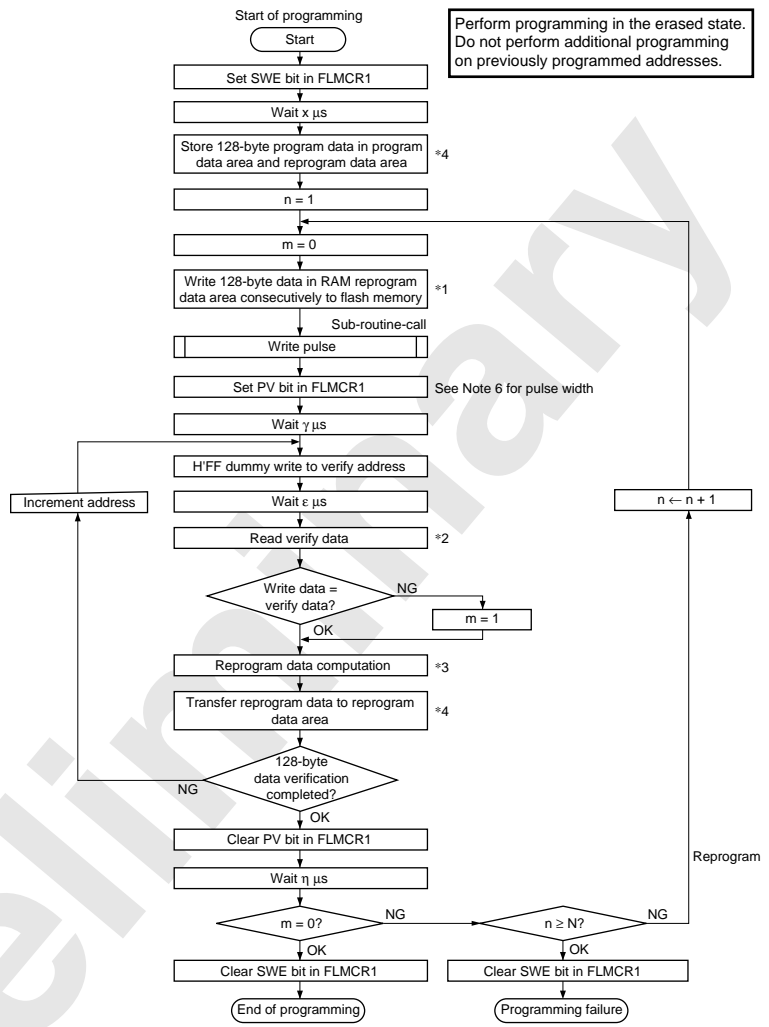 Start of programming
Start
Perform programming in the erased state.
Do not perform additional programming
on previously programmed addresses.
Set SWE bit in FLMCR1
Wait x μs
Store 128-byte program data in program
data area and reprogram data area
*4
n = 1
m = 0
Write 128-byte data in RAM reprogram
data area consecutively to flash memory
*1
Sub-routine-call
Write pulse
Set PV bit in FLMCR1
See Note 6 for pulse width
Wait γ μs
H'FF dummy write to verify address
Increment address
Wait ε μs
n ← n + 1
Read verify data
*2
Write data =
verify data?
NG
m = 1
OK
Reprogram data computation
*3
Transfer reprogram data to reprogram
data area
*4
128-byte
data verification
completed?
NG
OK
Clear PV bit in FLMCR1
Reprogram
Wait η μs
m = 0?
NG
n ≥ N?
NG
OK
OK
Clear SWE bit in FLMCR1
Clear SWE bit in FLMCR1
End of programming
Programming failure
eliminary